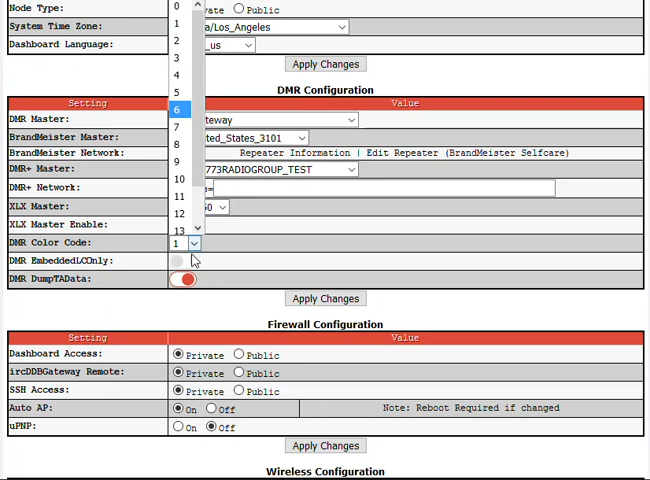 Node Type: vate Public
System Time Zone: a/Los_Angeles
Dashboard Language: _us
Apply Changes
DMR Configuration
Setting Value
DMR Master: teway
BrandMeister Master: ted_States_3101
BrandMeister Network: Repeater Information | Edit Repeater (BrandMeister Selfcare)
DMR+ Master: 773RADIOGROUP_TEST
DMR+ Network: s=
XLX Master: 50
XLX Master Enable:
DMR Color Code: 1
0
1
2
3
4
5
6
7
8
9
10
11
12
13
DMR EmbeddedLCOnly:
DMR DumpTAData:
Apply Changes
Firewall Configuration
Setting Value
Dashboard Access: Private Public
ircDDBGateway Remote: Private Public
SSH Access: Private Public
Auto AP: On Off Note: Reboot Required if changed
uPNP: On Off
Apply Changes
Wireless Configuration